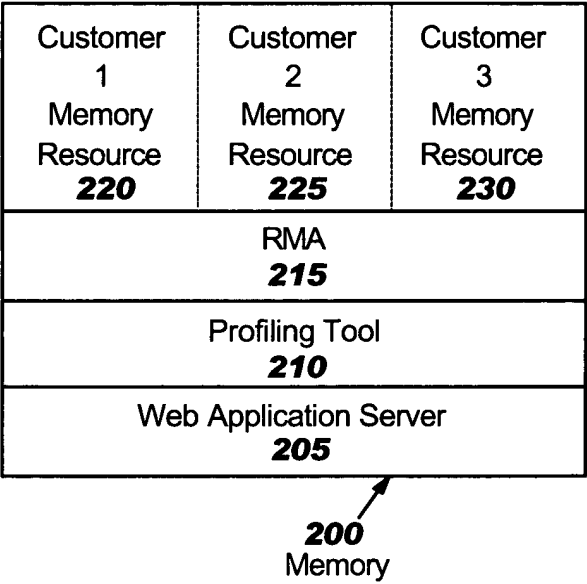 Customer
1
Memory
Resource
220
Customer
2
Memory
Resource
225
Customer
3
Memory
Resource
230
RMA
215
Profiling Tool
210
Web Application Server
205
200
Memory